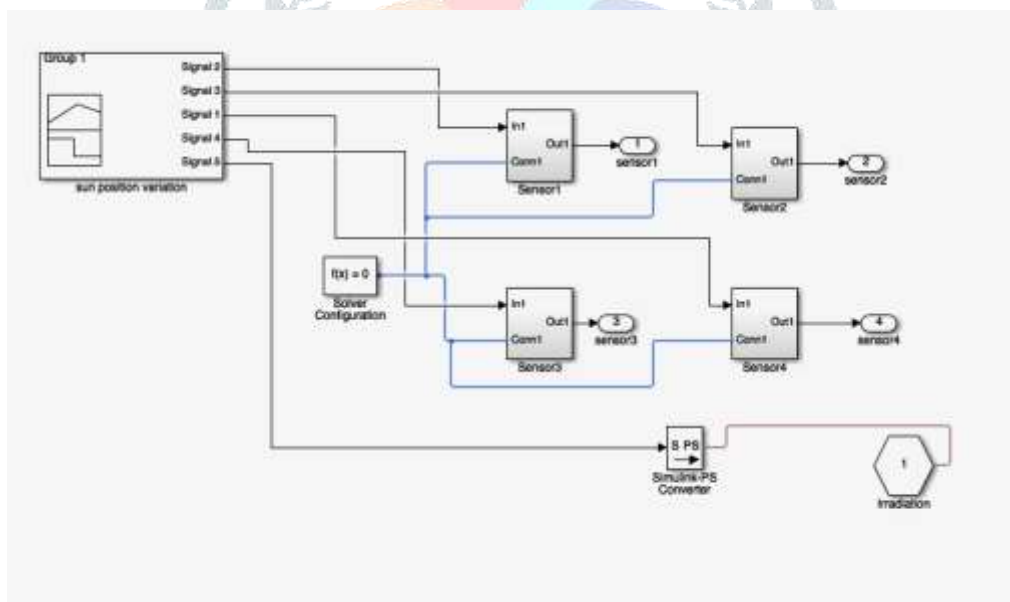 Group 1
Signal 2
Signal 3
Signal 1
Signal 4
Signal 5
sun position variation
In1
Out1
Conn1
Sensor1
1
sensor1
In1
Out1
Conn1
Sensor2
2
sensor2
f(x) = 0
Solver
Configuration
In1
Out1
Conn1
Sensor3
3
sensor3
In1
Out1
Conn1
Sensor4
4
sensor4
S PS
Simulink-PS
Converter
1
Irradiation